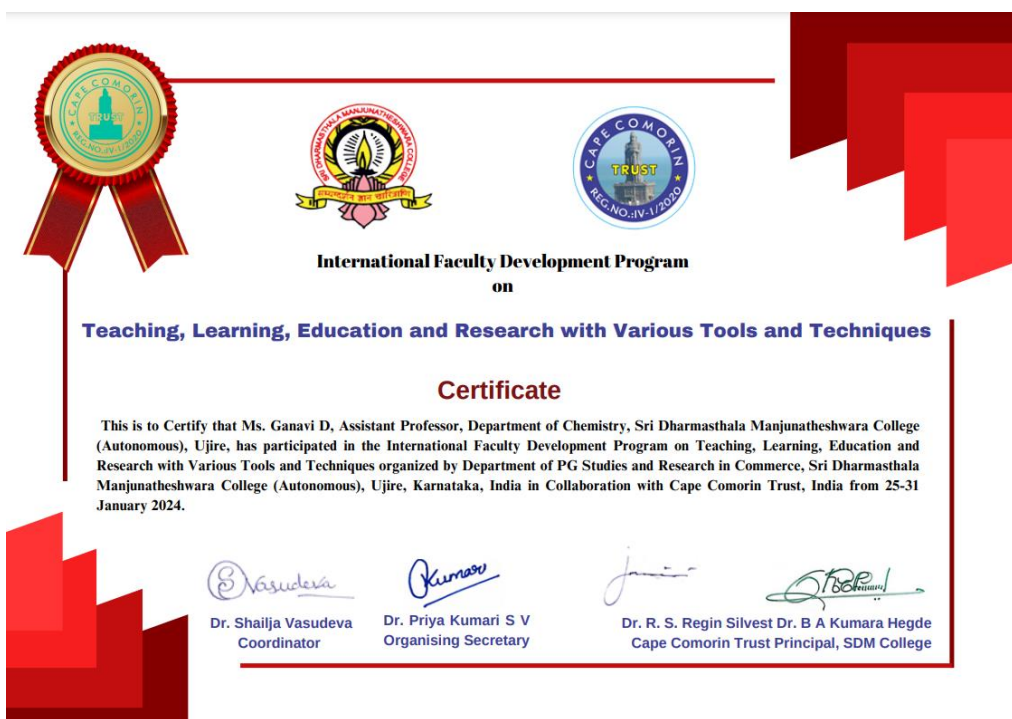 CAPE COMORIN
TRUST
REG.NO.:IV-1/2020
SRI DHARMASTHALA MANJUNATHESHWARA COLLEGE
CAPE COMORIN
TRUST
REG.NO.:IV-1/2020
International Faculty Development Program
on
Teaching, Learning, Education and Research with Various Tools and Techniques
Certificate
This is to Certify that Ms. Ganavi D, Assistant Professor, Department of Chemistry, Sri Dharmasthala Manjunatheshwara College
(Autonomous), Ujire, has participated in the International Faculty Development Program on Teaching, Learning, Education and
Research with Various Tools and Techniques organized by Department of PG Studies and Research in Commerce, Sri Dharmasthala
Manjunatheshwara College (Autonomous), Ujire, Karnataka, India in Collaboration with Cape Comorin Trust, India from 25-31
January 2024.
SVasudeva
Kumari
Dr. Shailja Vasudeva
Coordinator
Dr. Priya Kumari S V
Organising Secretary
Dr. R. S. Regin Silvest Dr. B A Kumara Hegde
Cape Comorin Trust Principal, SDM College